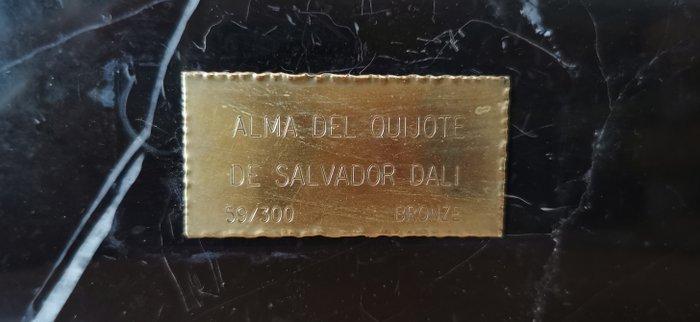 ALMA DEL QUIJOTE
DE SALVADOR DALI
59/300 BRONZE